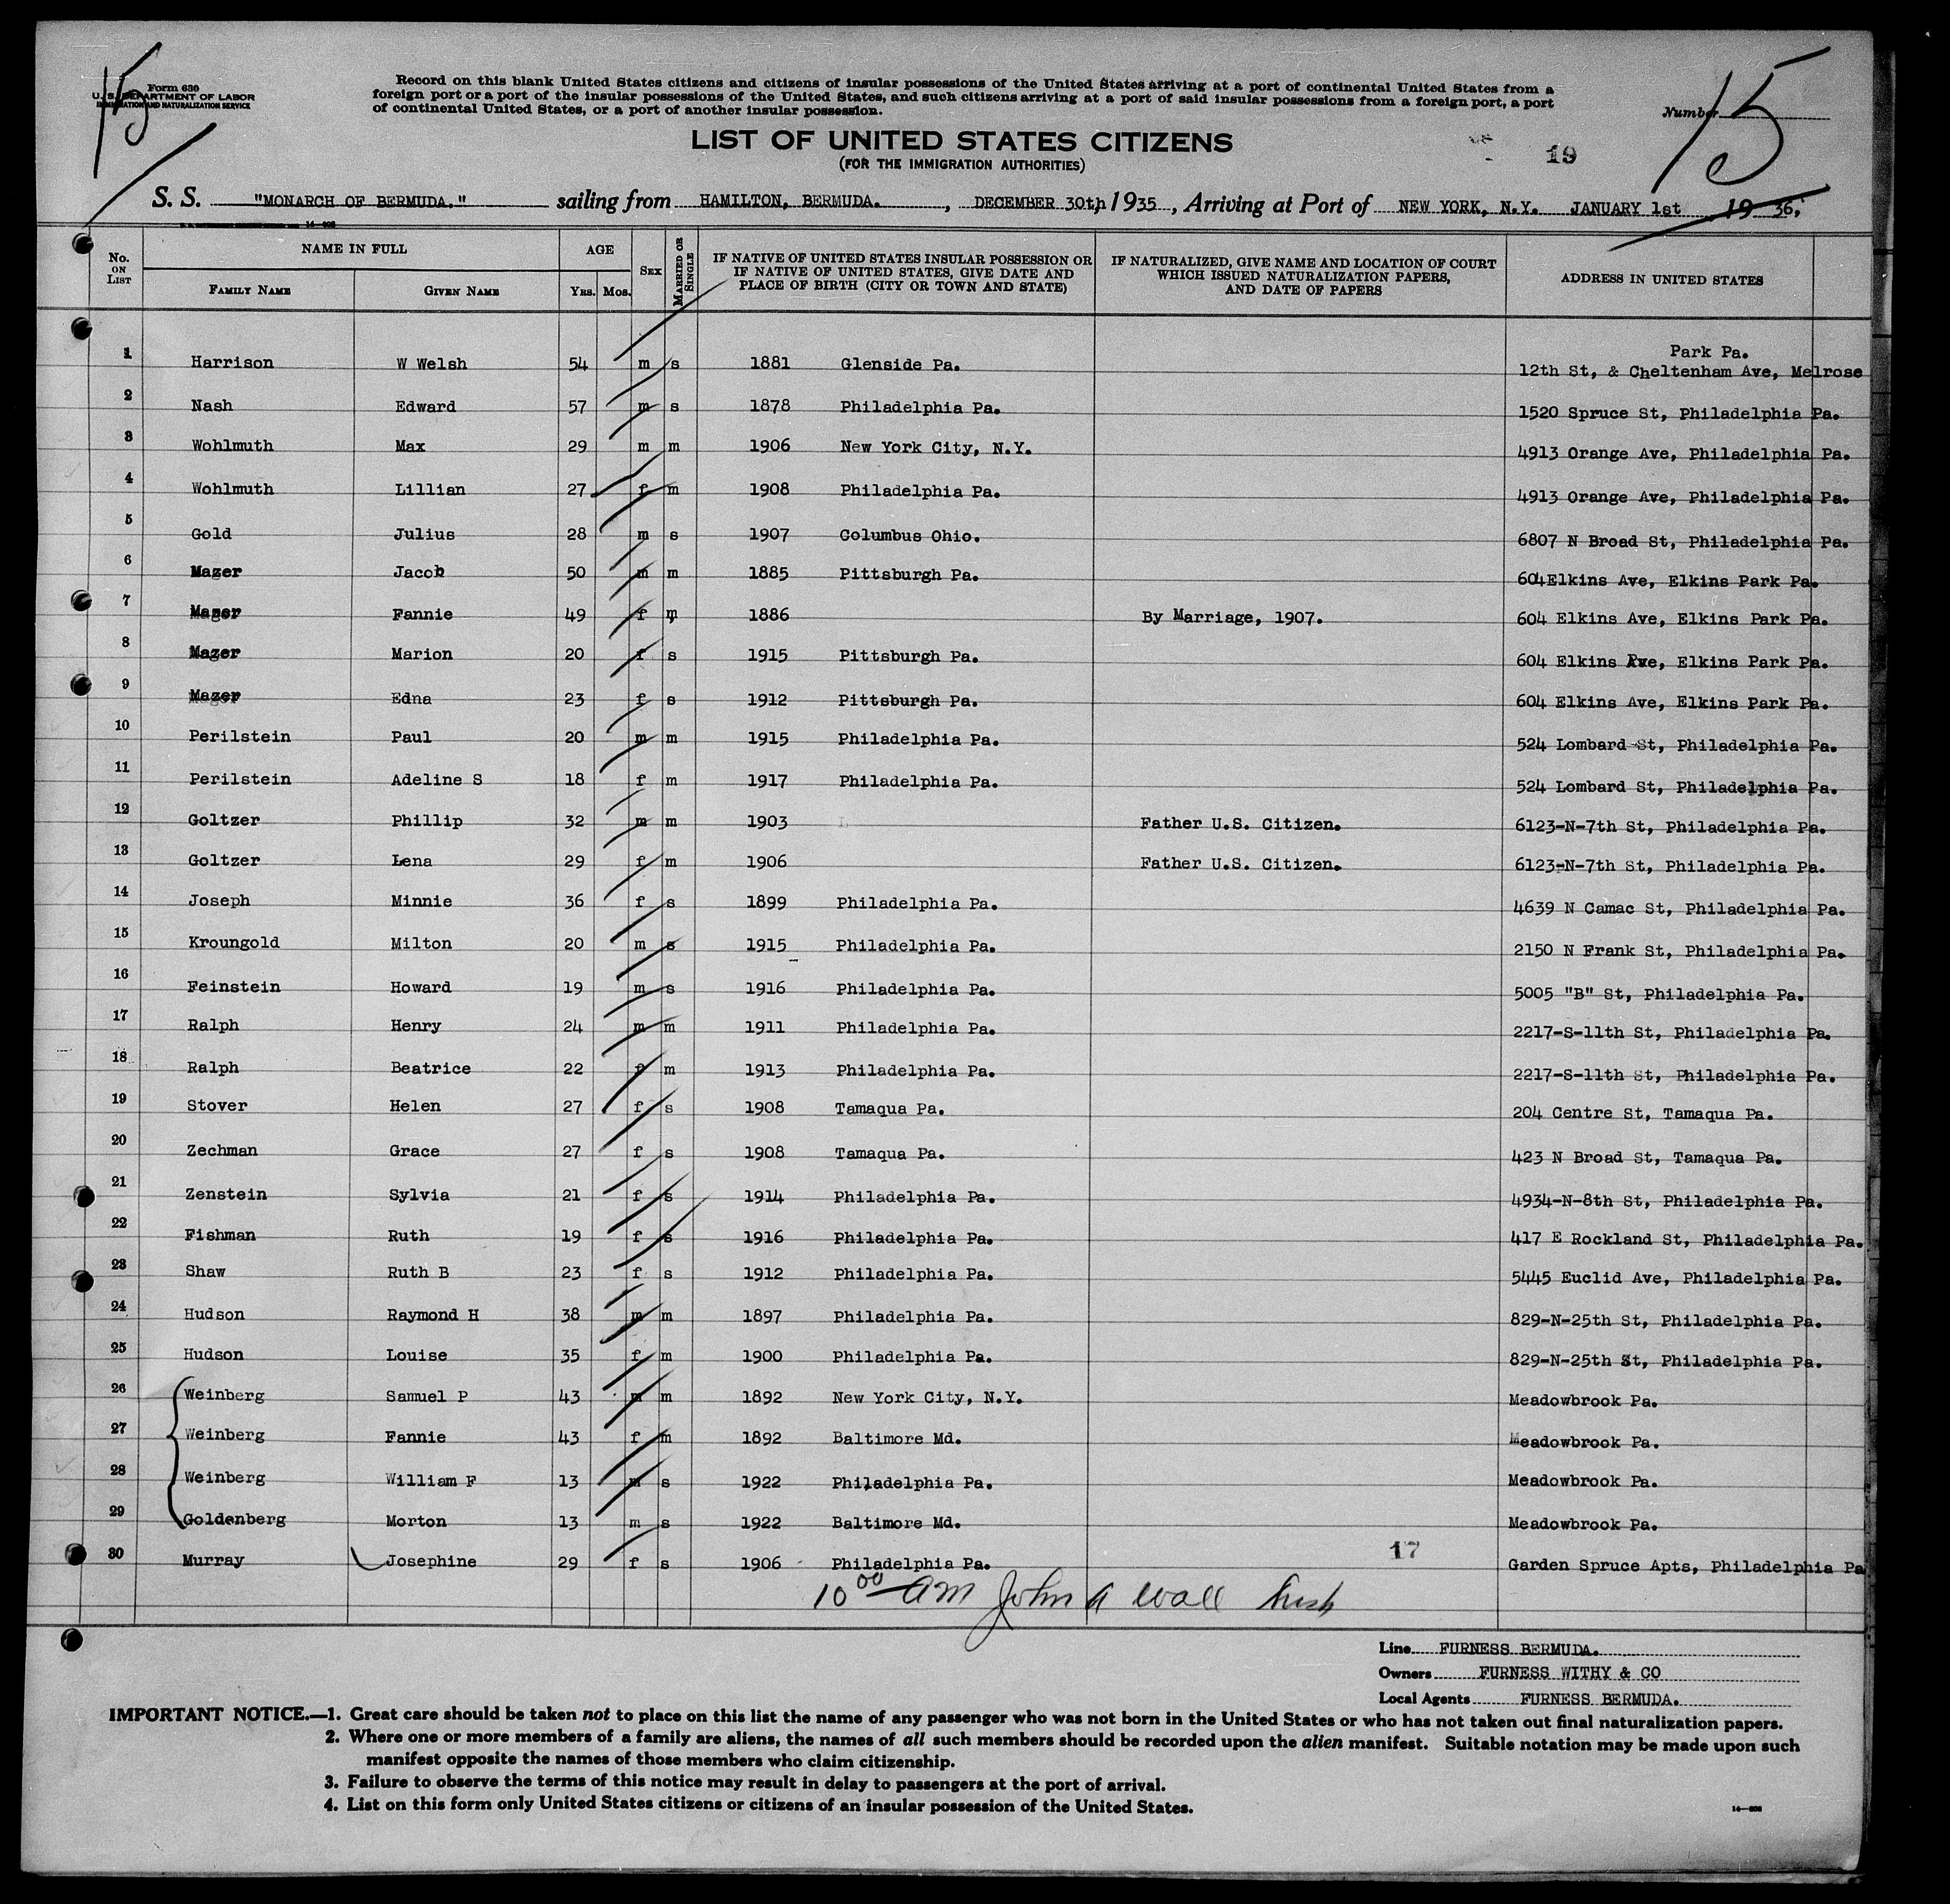 15
Form 630
U. S. DEPARTMENT OF LABOR
IMMIGRATION AND NATURALIZATION SERVICE
Record on this blank United States citizens and citizens of insular possessions of the United States arriving at a port of continental United States from a
foreign port or a port of the insular possessions of the United States, and such citizens arriving at a port of said insular possessions from a foreign port, a port
of continental United States, or a port of another insular possession.
Number 15
LIST OF UNITED STATES CITIZENS
(FOR THE IMMIGRATION AUTHORITIES)
19
S. S. "MONARCH OF BERMUDA." sailing from HAMILTON, BERMUDA. , DECEMBER 30th, 1935, Arriving at Port of NEW YORK, N.Y. JANUARY 1st 19 36.
No. ON LIST NAME IN FULL FAMILY NAME GIVEN NAME AGE YRS. MOS. SEX MARRIED OR SINGLE IF NATIVE OF UNITED STATES INSULAR POSSESSION OR IF NATIVE OF UNITED STATES, GIVE DATE AND PLACE OF BIRTH (CITY OR TOWN AND STATE) IF NATURALIZED, GIVE NAME AND LOCATION OF COURT WHICH ISSUED NATURALIZATION PAPERS, AND DATE OF PAPERS ADDRESS IN UNITED STATES
Park Pa.
1 Harrison W Welsh 54 m s 1881 Glenside Pa. 12th St, & Cheltenham Ave, Melrose
2 Nash Edward 57 m s 1878 Philadelphia Pa. 1520 Spruce St, Philadelphia Pa.
3 Wohlmuth Max 29 m m 1906 New York City, N.Y. 4913 Orange Ave, Philadelphia Pa.
4 Wohlmuth Lillian 27 f m 1908 Philadelphia Pa. 4913 Orange Ave, Philadelphia Pa.
5 Gold Julius 28 m s 1907 Columbus Ohio. 6807 N Broad St, Philadelphia Pa.
6 Mazer Jacob 50 m m 1885 Pittsburgh Pa. 604 Elkins Ave, Elkins Park Pa.
7 Mazer Fannie 49 f m 1886 By Marriage, 1907. 604 Elkins Ave, Elkins Park Pa.
8 Mazer Marion 20 f s 1915 Pittsburgh Pa. 604 Elkins Ave, Elkins Park Pa.
9 Mazer Edna 23 f s 1912 Pittsburgh Pa. 604 Elkins Ave, Elkins Park Pa.
10 Perilstein Paul 20 m m 1915 Philadelphia Pa. 524 Lombard St, Philadelphia Pa.
11 Perilstein Adeline S 18 f m 1917 Philadelphia Pa. 524 Lombard St, Philadelphia Pa.
12 Goltzer Phillip 32 m m 1903 Father U.S. Citizen. 6123-N-7th St, Philadelphia Pa.
13 Goltzer Lena 29 f m 1906 Father U.S. Citizen. 6123-N-7th St, Philadelphia Pa.
14 Joseph Minnie 36 f s 1899 Philadelphia Pa. 4639 N Camac St, Philadelphia Pa.
15 Kroungold Milton 20 m s 1915 Philadelphia Pa. 2150 N Frank St, Philadelphia Pa.
16 Feinstein Howard 19 m s 1916 Philadelphia Pa. 5005 "B" St, Philadelphia Pa.
17 Ralph Henry 24 m m 1911 Philadelphia Pa. 2217-S-11th St, Philadelphia Pa.
18 Ralph Beatrice 22 f m 1913 Philadelphia Pa. 2217-S-11th St, Philadelphia Pa.
19 Stover Helen 27 f s 1908 Tamaqua Pa. 204 Centre St, Tamaqua Pa.
20 Zechman Grace 27 f s 1908 Tamaqua Pa. 423 N Broad St, Tamaqua Pa.
21 Zenstein Sylvia 21 f s 1914 Philadelphia Pa. 4934-N-8th St, Philadelphia Pa.
22 Fishman Ruth 19 f s 1916 Philadelphia Pa. 417 E Rockland St, Philadelphia Pa.
23 Shaw Ruth B 23 f s 1912 Philadelphia Pa. 5445 Euclid Ave, Philadelphia Pa.
24 Hudson Raymond H 38 m m 1897 Philadelphia Pa. 829-N-25th St, Philadelphia Pa.
25 Hudson Louise 35 f m 1900 Philadelphia Pa. 829-N-25th St, Philadelphia Pa.
26 Weinberg Samuel P 43 m m 1892 New York City, N.Y. Meadowbrook Pa.
27 Weinberg Fannie 43 f m 1892 Baltimore Md. Meadowbrook Pa.
28 Weinberg William F 13 m s 1922 Philadelphia Pa. Meadowbrook Pa.
29 Goldenberg Morton 13 m s 1922 Baltimore Md. Meadowbrook Pa.
30 Murray Josephine 29 f s 1906 Philadelphia Pa. 17 Garden Spruce Apts, Philadelphia Pa
10 00 am John A Wall
Line FURNESS BERMUDA.
Owners FURNESS WITHY & CO
Local Agents FURNESS BERMUDA.
IMPORTANT NOTICE.—1. Great care should be taken not to place on this list the name of any passenger who was not born in the United States or who has not taken out final naturalization papers.
2. Where one or more members of a family are aliens, the names of all such members should be recorded upon the alien manifest. Suitable notation may be made upon such
manifest opposite the names of those members who claim citizenship.
3. Failure to observe the terms of this notice may result in delay to passengers at the port of arrival.
4. List on this form only United States citizens or citizens of an insular possession of the United States.